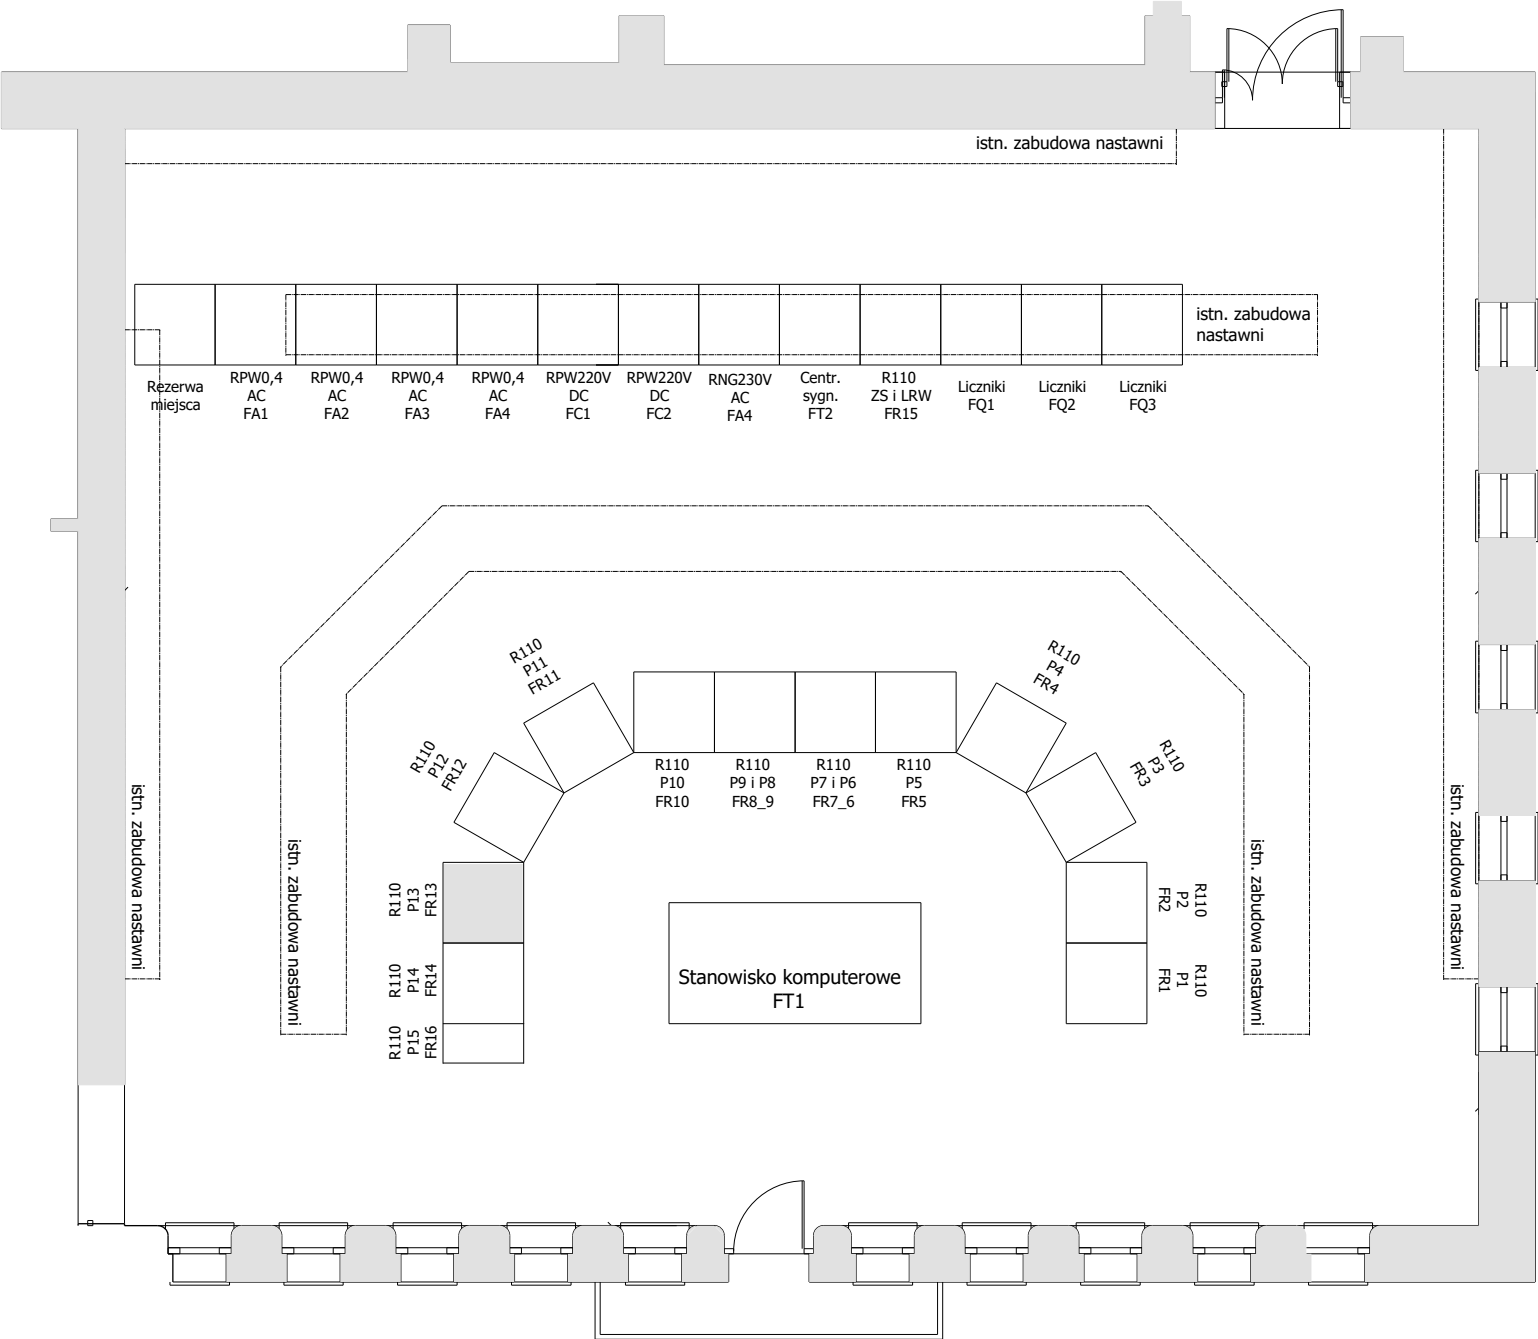 istn. zabudowa nastawni
istn. zabudowa
nastawni
Rezerwa
miejsca
RPW0,4
AC
FA1
RPW0,4
AC
FA2
RPW0,4
AC
FA3
RPW0,4
AC
FA4
RPW220V
DC
FC1
RPW220V
DC
FC2
RNG230V
AC
FA4
Centr.
sygn.
FT2
R110
ZS i LRW
FR15
Liczniki
FQ1
Liczniki
FQ2
Liczniki
FQ3
R110
P11
FR11
R110
P4
FR4
R110
P12
FR12
R110
P3
FR3
R110
P10
FR10
R110
P9 i P8
FR8_9
R110
P7 i P6
FR7_6
R110
P5
FR5
istn. zabudowa nastawni
istn. zabudowa nastawni
R110
P13
FR13
R110
P14
FR14
R110
P15
FR16
Stanowisko komputerowe
FT1
R110
P2
FR2
R110
P1
FR1
istn. zabudowa nastawni
istn. zabudowa nastawni